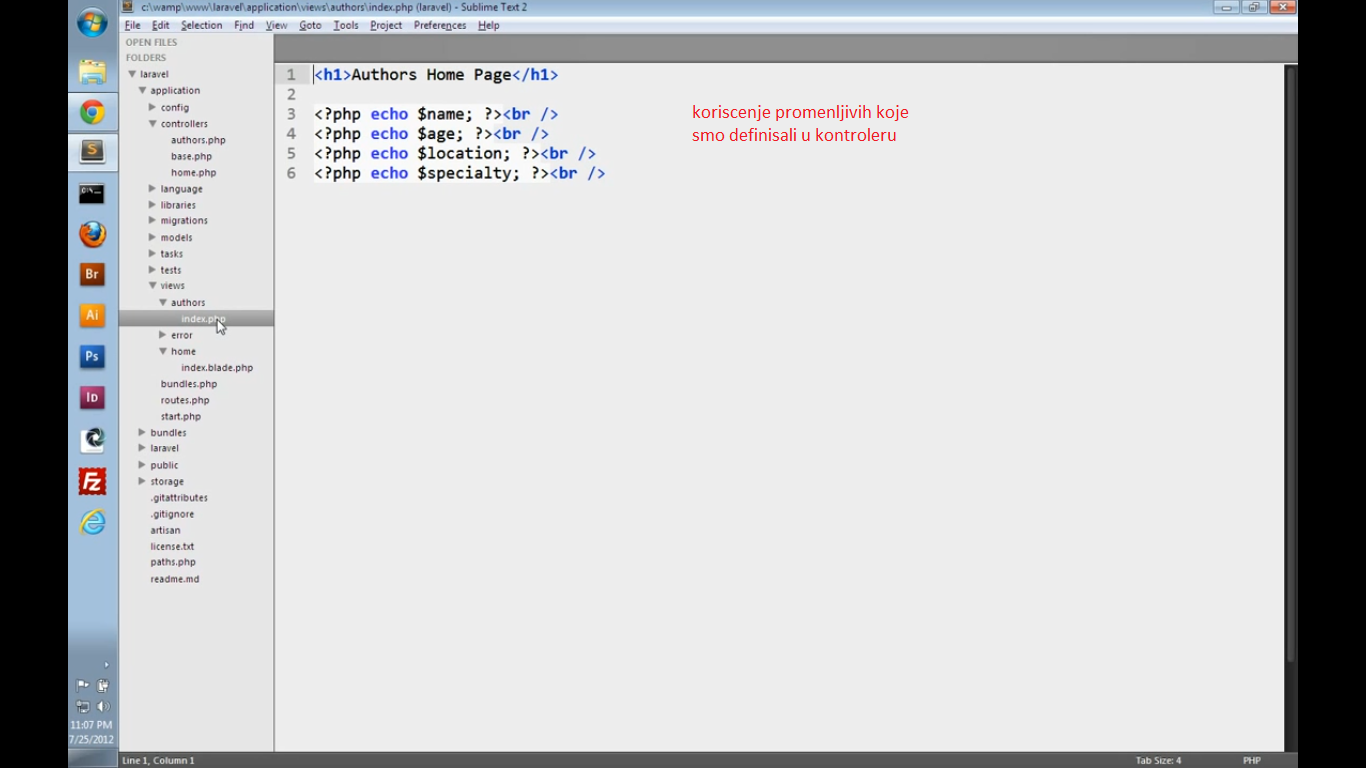 c:\wamp\www\laravel\application\views\authors\index.php (laravel) - Sublime Text 2
File Edit Selection Find View Goto Tools Project Preferences Help
OPEN FILES
FOLDERS
laravel
application
config
controllers
authors.php
base.php
home.php
language
libraries
migrations
models
tasks
tests
views
authors
index.php
error
home
index.blade.php
bundles.php
routes.php
start.php
bundles
laravel
public
storage
.gitattributes
.gitignore
artisan
license.txt
paths.php
readme.md
1 <h1>Authors Home Page</h1>
2
3 <?php echo $name; ?><br />
4 <?php echo $age; ?><br />
5 <?php echo $location; ?><br />
6 <?php echo $specialty; ?><br />
koriscenje promenljivih koje
smo definisali u kontroleru
Br
Ai
Ps
Id
Fz
11:07 PM
7/25/2012
Line 1, Column 1
Tab Size: 4
PHP